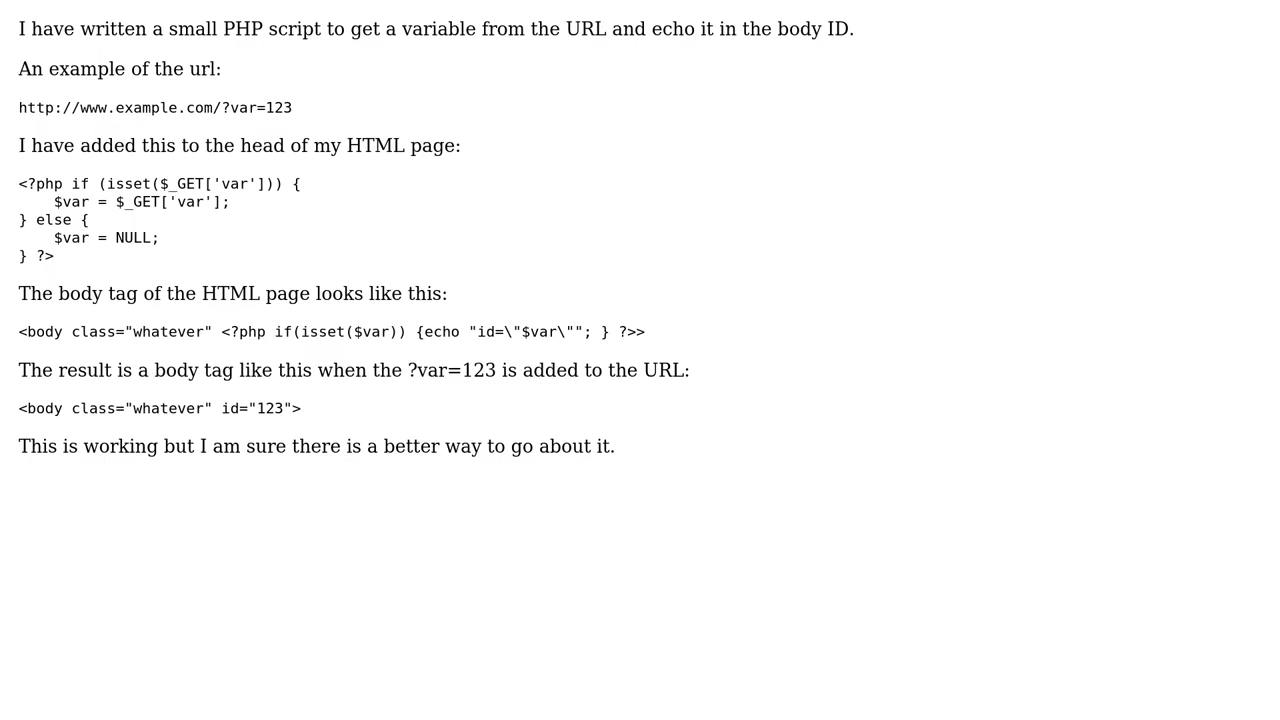 I have written a small PHP script to get a variable from the URL and echo it in the body ID.
An example of the url:
http://www.example.com/?var=123
I have added this to the head of my HTML page:
<?php if (isset($_GET['var'])) {
    $var = $_GET['var'];
} else {
    $var = NULL;
} ?>
The body tag of the HTML page looks like this:
<body class="whatever" <?php if(isset($var)) {echo "id=\"$var\""; } ?>>
The result is a body tag like this when the ?var=123 is added to the URL:
<body class="whatever" id="123">
This is working but I am sure there is a better way to go about it.